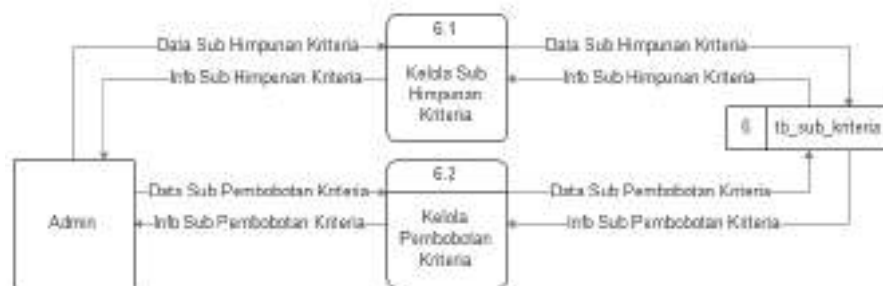 6.1
Data Sub Himpunan Kriteria
Data Sub Himpunan Kriteria
Info Sub Himpunan Kriteria
Kelola Sub
Himpunan
Kriteria
Info Sub Himpunan Kriteria
6
tb_sub_kriteria
6.2
Data Sub Pembobotan Kriteria
Data Sub Pembobotan Kriteria
Admin
Info Sub Pembobotan Kriteria
Kelola
Pembobotan
Kriteria
Info Sub Pembobotan Kriteria